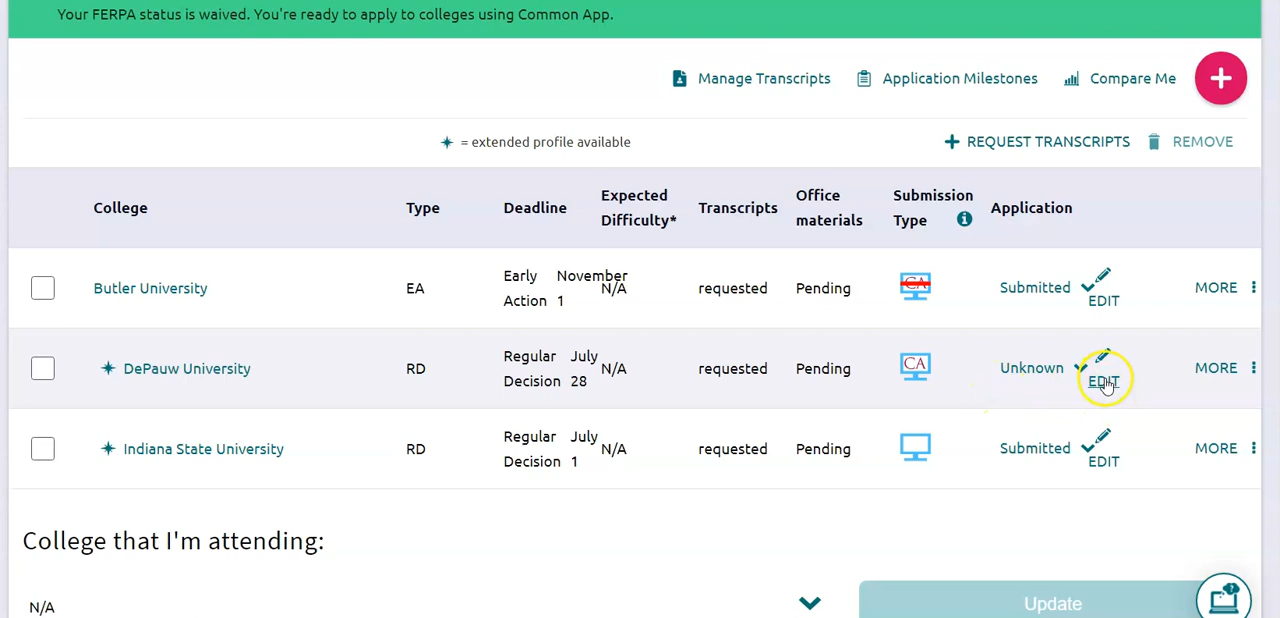 Your FERPA status is waived. You're ready to apply to colleges using Common App.
Manage Transcripts Application Milestones Compare Me
= extended profile available
REQUEST TRANSCRIPTS REMOVE
College Type Deadline Expected Difficulty* Transcripts Office materials Submission Type Application
Butler University EA Early Action November 1 N/A requested Pending CA Submitted EDIT MORE
DePauw University RD Regular Decision July 28 N/A requested Pending CA Unknown EDIT MORE
Indiana State University RD Regular Decision July 1 N/A requested Pending Submitted EDIT MORE
College that I'm attending:
N/A Update